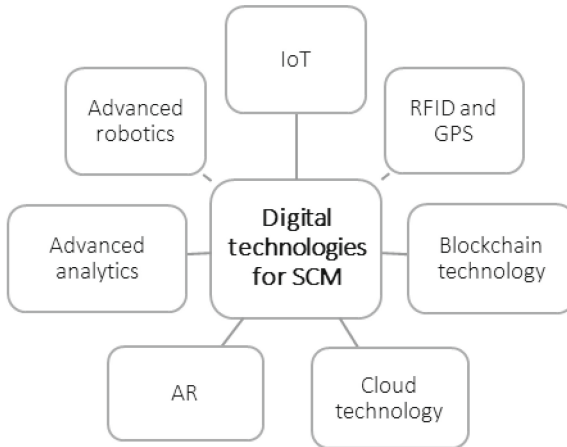 IoT
Advanced
robotics
RFID and
GPS
Digital
technologies
for SCM
Advanced
analytics
Blockchain
technology
AR
Cloud
technology